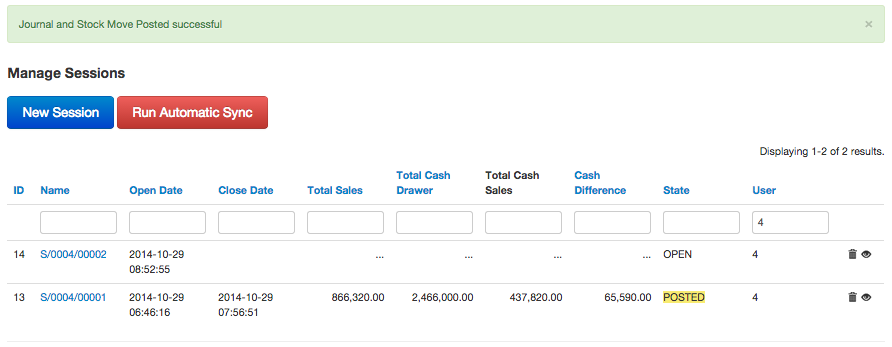 Journal and Stock Move Posted successful ×
Manage Sessions
New Session Run Automatic Sync
Displaying 1-2 of 2 results.
ID Name Open Date Close Date Total Sales Total Cash Drawer Total Cash Sales Cash Difference State User
4
14 S/0004/00002 2014-10-29 08:52:55 ... ... ... ... OPEN 4
13 S/0004/00001 2014-10-29 06:46:16 2014-10-29 07:56:51 866,320.00 2,466,000.00 437,820.00 65,590.00 POSTED 4